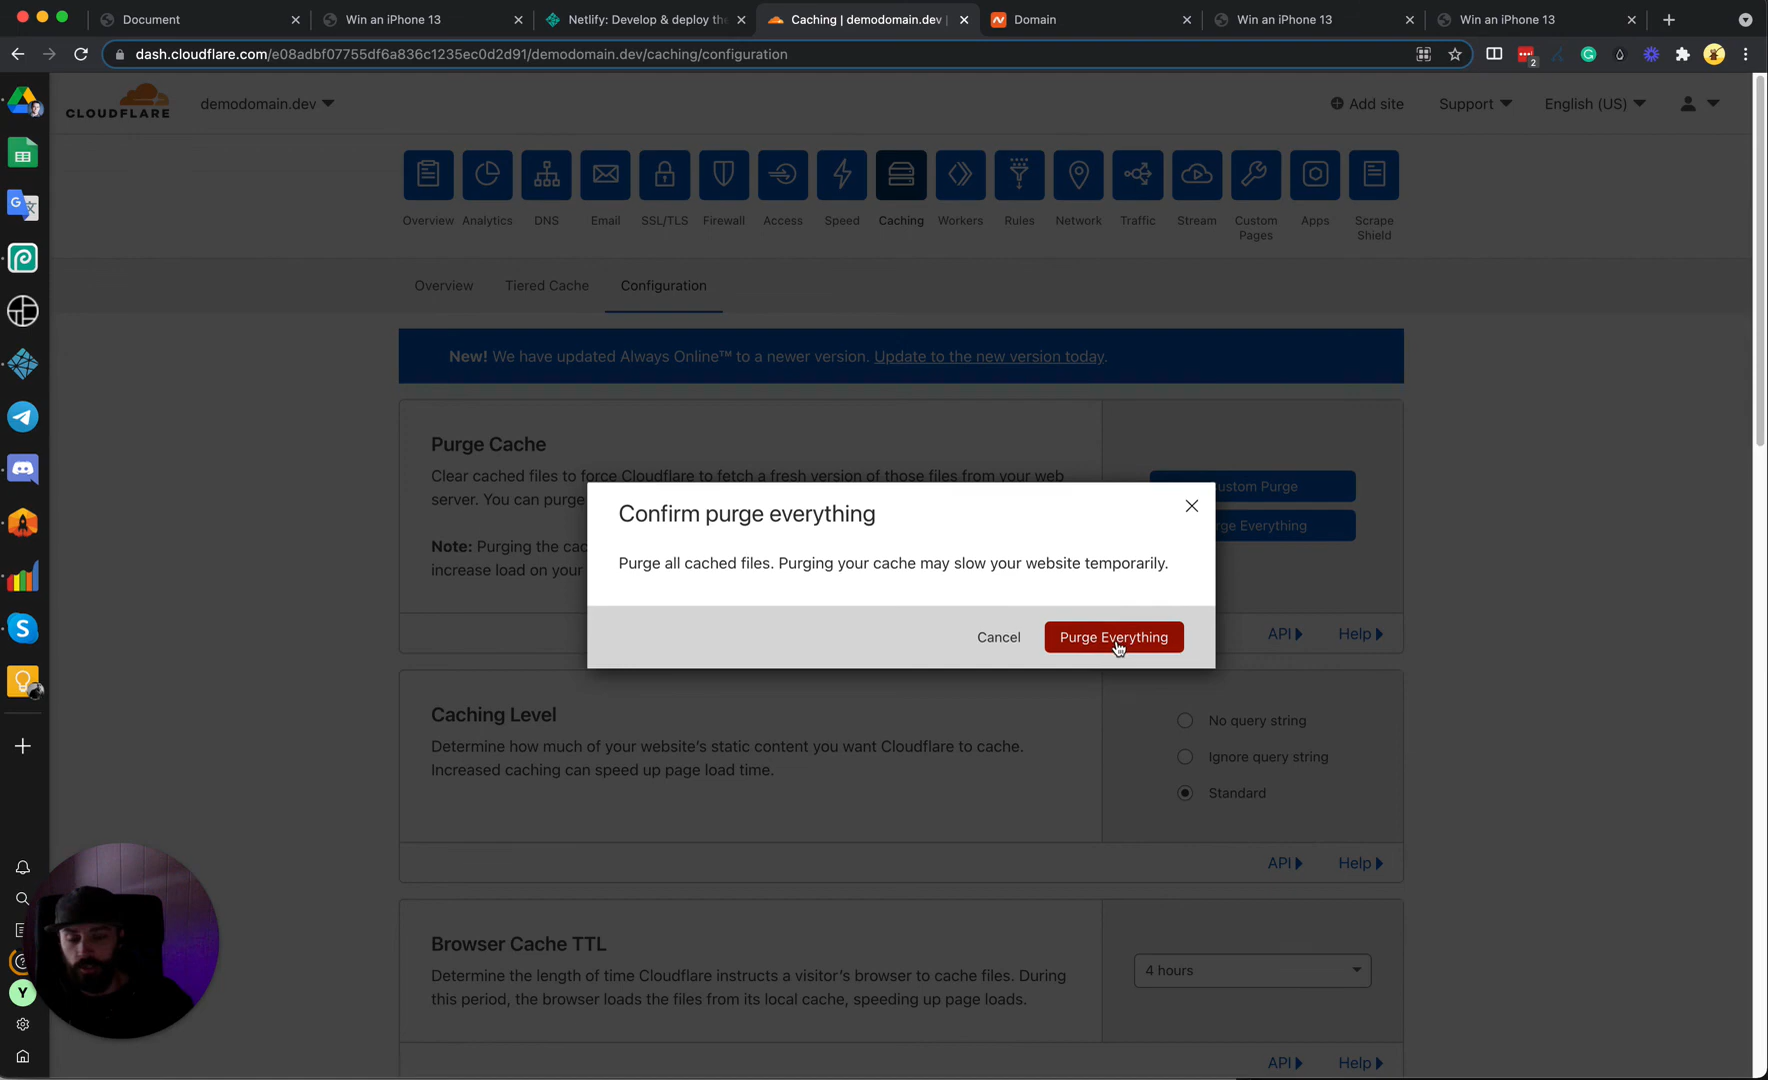 Document
Win an iPhone 13
Netlify: Develop & deploy the
Caching | demodomain.dev |
Domain
Win an iPhone 13
Win an iPhone 13
dash.cloudflare.com/e08adbf07755df6a836c1235ec0d2d91/demodomain.dev/caching/configuration
2
CLOUDFLARE
demodomain.dev
Add site
Support
English (US)
Overview
Analytics
DNS
Email
SSL/TLS
Firewall
Access
Speed
Caching
Workers
Rules
Network
Traffic
Stream
Custom Pages
Apps
Scrape Shield
Overview
Tiered Cache
Configuration
New! We have updated Always Online™ to a newer version. Update to the new version today.
Purge Cache
Clear cached files to force Cloudflare to fetch a fresh version of those files from your web
server. You can purge
Note: Purging the cac
increase load on your
ustom Purge
rge Everything
API
Help
Confirm purge everything
Purge all cached files. Purging your cache may slow your website temporarily.
Cancel
Purge Everything
Caching Level
Determine how much of your website's static content you want Cloudflare to cache.
Increased caching can speed up page load time.
No query string
Ignore query string
Standard
API
Help
Browser Cache TTL
Determine the length of time Cloudflare instructs a visitor's browser to cache files. During
this period, the browser loads the files from its local cache, speeding up page loads.
4 hours
API
Help
Y